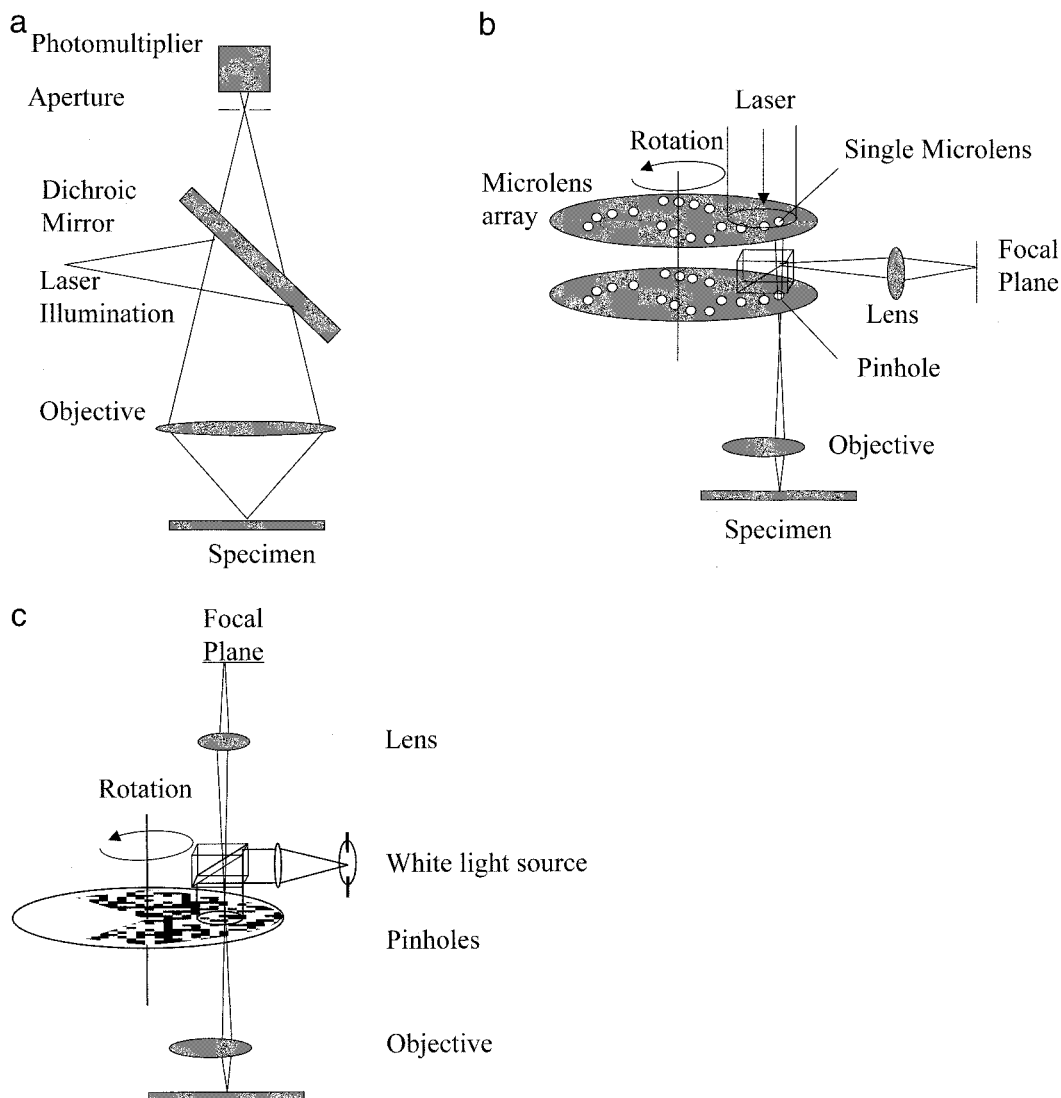 a
Photomultiplier
Aperture
Dichroic
Mirror
Laser
Illumination
Objective
Specimen
b
Laser
Rotation
Single Microlens
Microlens
array
Focal
Plane
Lens
Pinhole
Objective
Specimen
c
Focal
Plane
Lens
Rotation
White light source
Pinholes
Objective